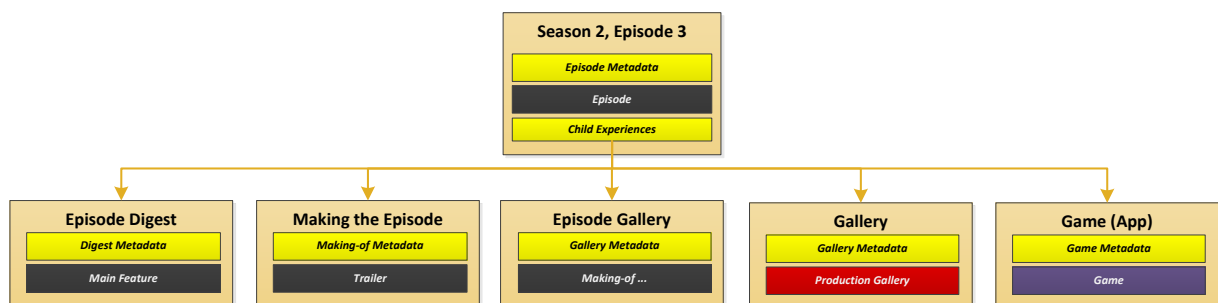 Season 2, Episode 3
Episode Metadata
Episode
Child Experiences
Episode Digest
Digest Metadata
Main Feature
Making the Episode
Making-of Metadata
Trailer
Episode Gallery
Gallery Metadata
Making-of ...
Gallery
Gallery Metadata
Production Gallery
Game (App)
Game Metadata
Game